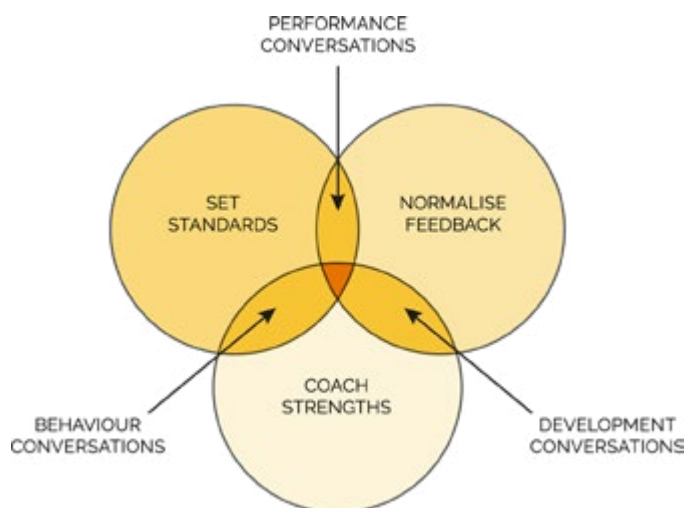 PERFORMANCE
CONVERSATIONS
SET
STANDARDS
NORMALISE
FEEDBACK
COACH
STRENGTHS
BEHAVIOUR
CONVERSATIONS
DEVELOPMENT
CONVERSATIONS